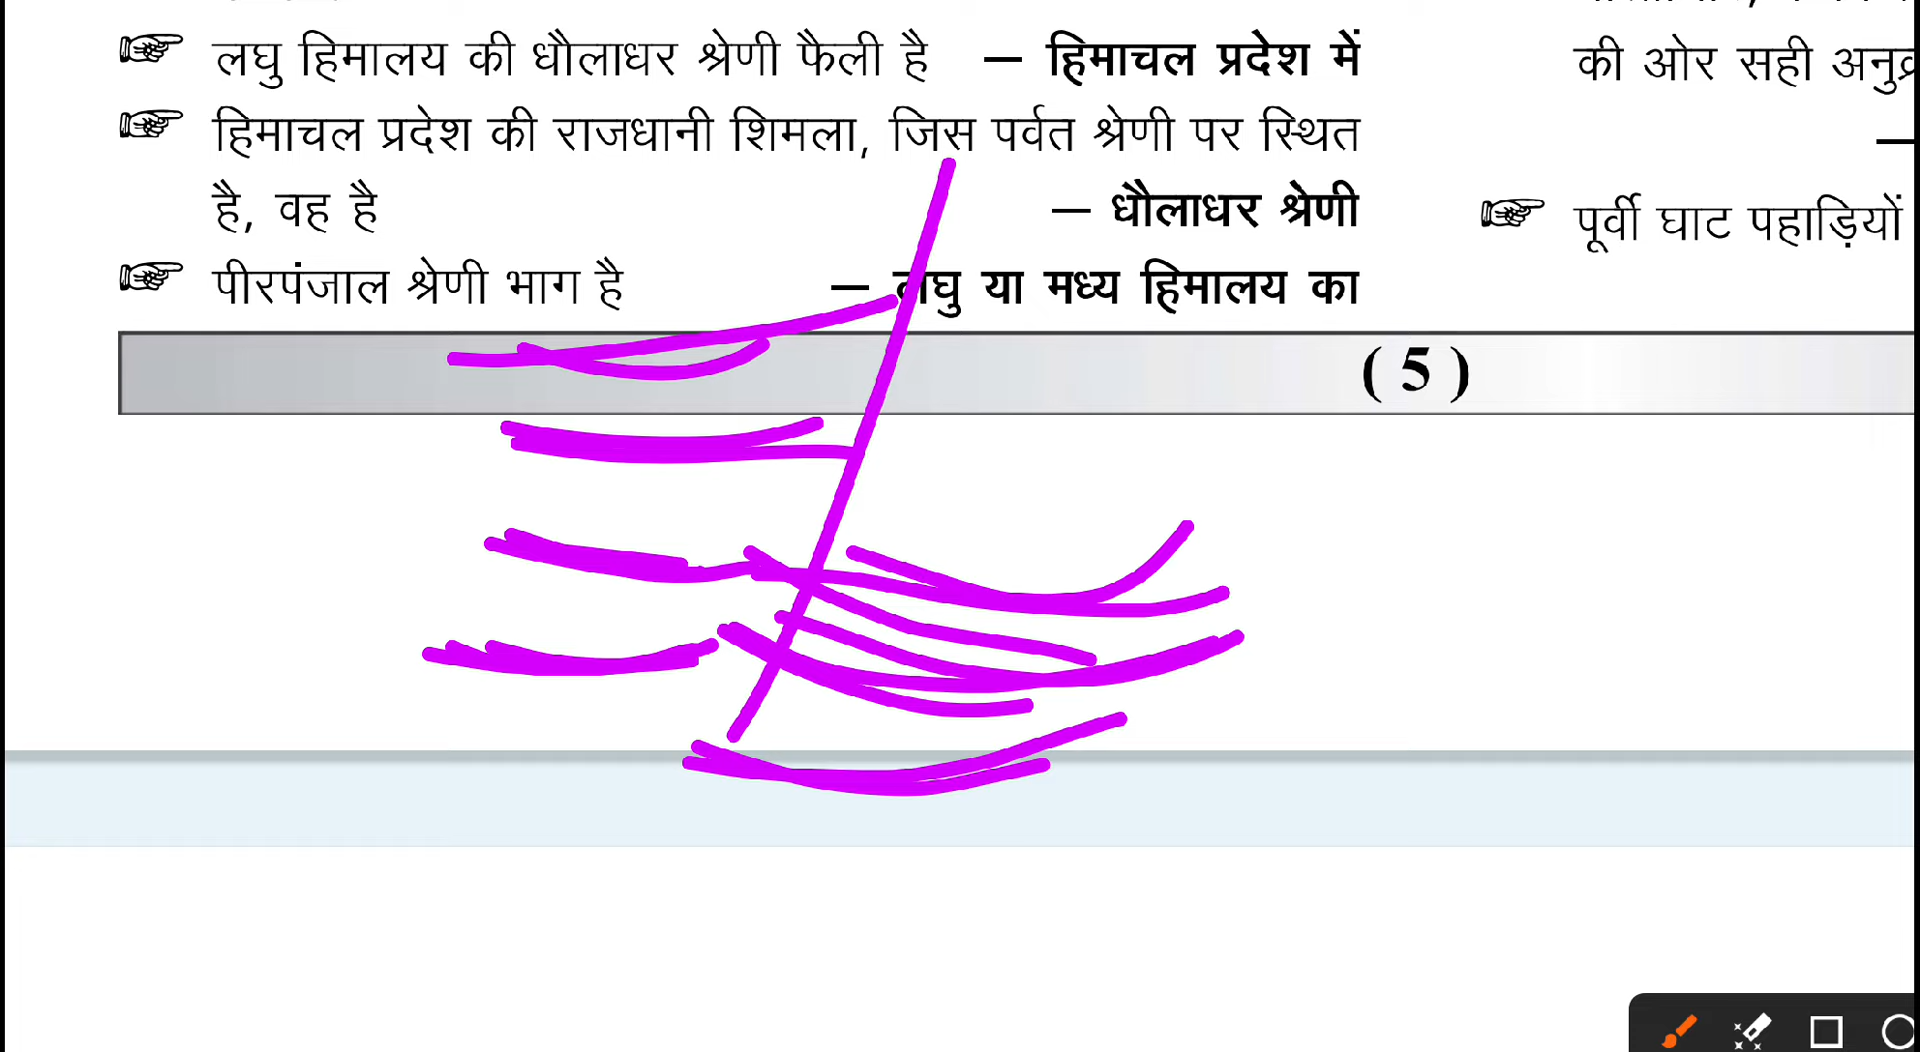 लघु हिमालय की धौलाधर श्रेणी फैली है — हिमाचल प्रदेश में
हिमाचल प्रदेश की राजधानी शिमला, जिस पर्वत श्रेणी पर स्थित
है, वह है — धौलाधर श्रेणी
पीरपंजाल श्रेणी भाग है — लघु या मध्य हिमालय का
की ओर सही
—
पूर्वी घाट पहाड़ियों
( 5 )